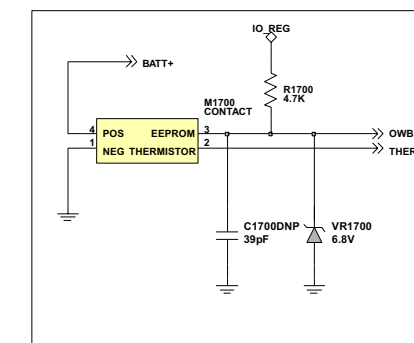 IO_REG
BATT+
R1700
4.7K
M1700
CONTACT
4 POS EEPROM 3
1 NEG THERMISTOR 2
OWB
THER
C1700DNP
39pF
VR1700
6.8V